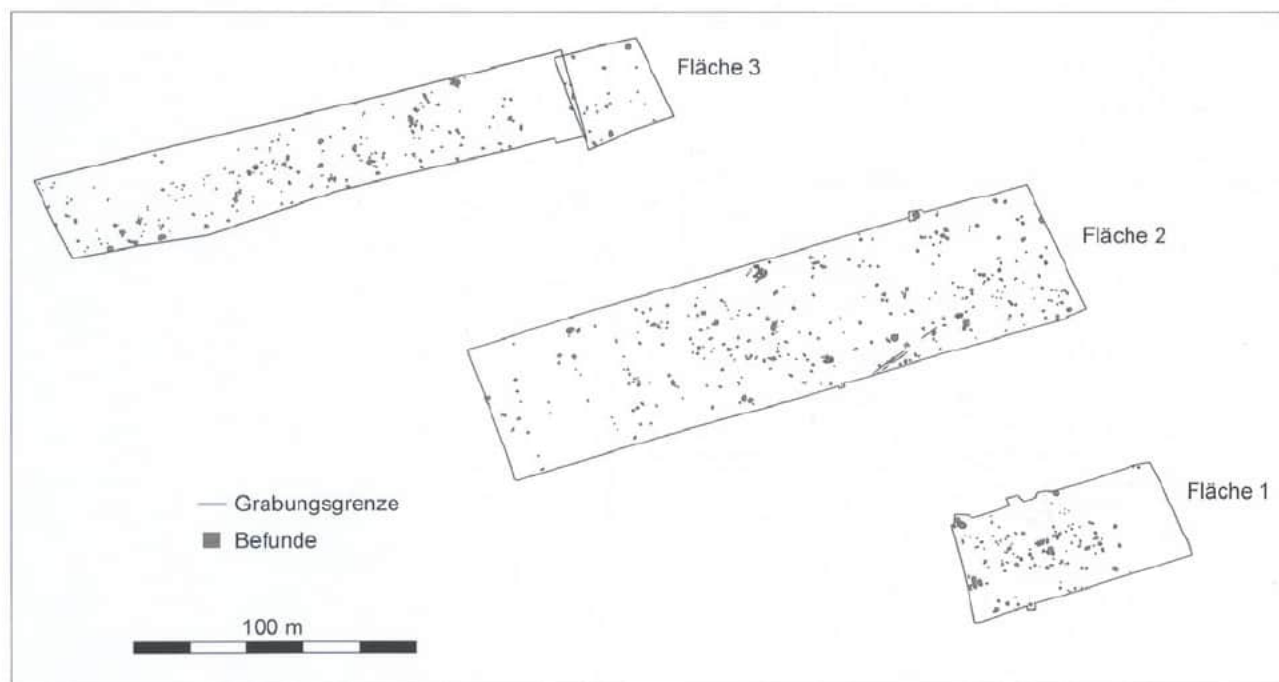 Fläche 3
Fläche 2
Fläche 1
Grabungsgrenze
Befunde
100 m